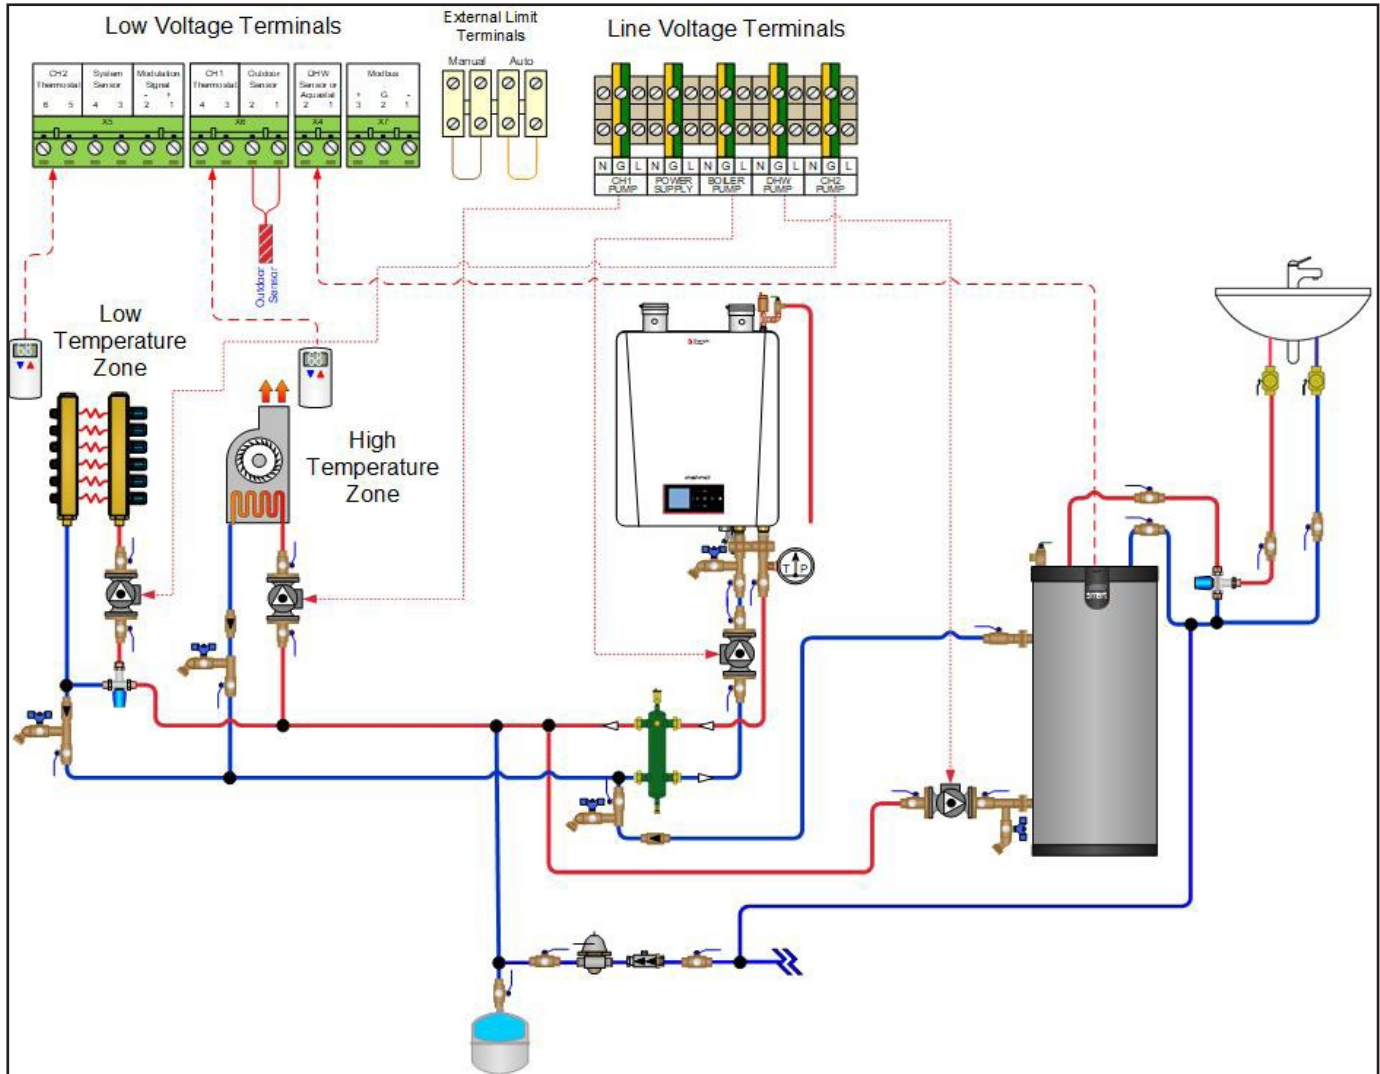 Low Voltage Terminals
External Limit
Terminals
Line Voltage Terminals
Manual Auto
CH2
Thermostat
6 5
System
Sensor
4 3
Modulation
Signal
- +
2 1
X5
CH1
Thermostat
4 3
Outdoor
Sensor
2 1
X6
DHW
Sensor or
Aquastat
2 1
X4
Modbus
+ G -
3 2 1
X7
N G L N G L N G L N G L N G L
CH1
PUMP
POWER
SUPPLY
BOILER
PUMP
DHW
PUMP
CH2
PUMP
Outdoor
Sensor
Low
Temperature
Zone
High
Temperature
Zone
68
68
T P
smart